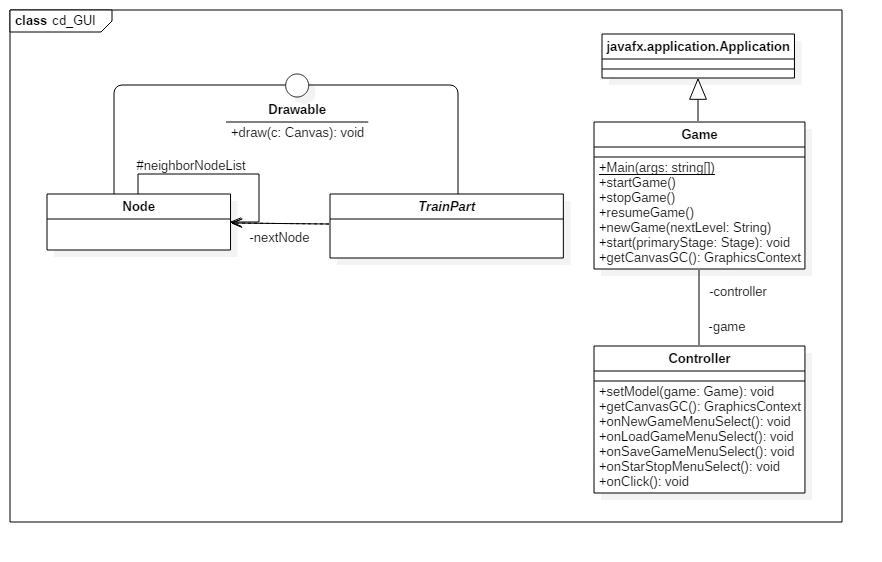 class cd_GUI
Drawable
+draw(c: Canvas): void
#neighborNodeList
Node
TrainPart
-nextNode
javafx.application.Application
Game
+Main(args: string[])
+startGame()
+stopGame()
+resumeGame()
+newGame(nextLevel: String)
+start(primaryStage: Stage): void
+getCanvasGC(): GraphicsContext
-controller
-game
Controller
+setModel(game: Game): void
+getCanvasGC(): GraphicsContext
+onNewGameMenuSelect(): void
+onLoadGameMenuSelect(): void
+onSaveGameMenuSelect(): void
+onStarStopMenuSelect(): void
+onClick(): void